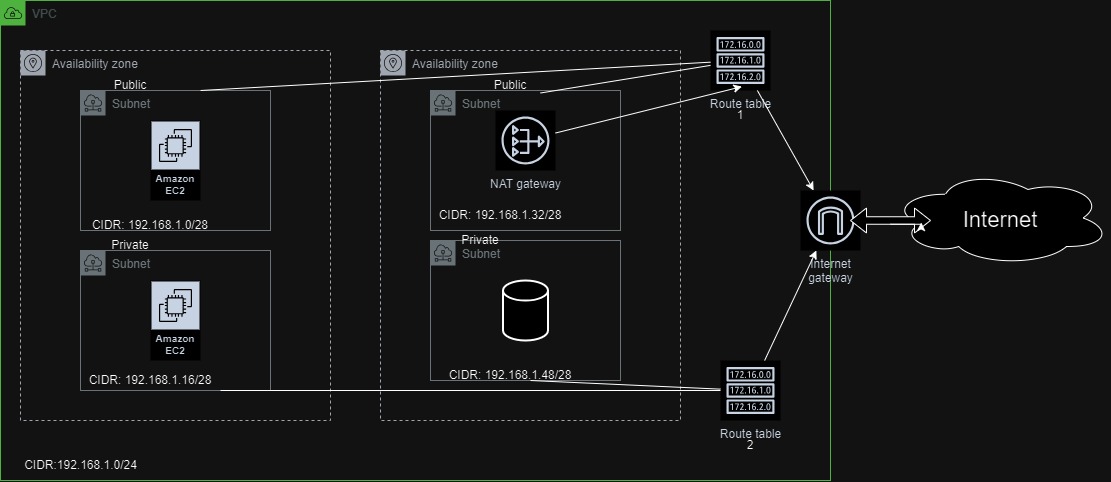 VPC
Availability zone
Public
Subnet
Amazon
EC2
CIDR: 192.168.1.0/28
Private
Subnet
Amazon
EC2
CIDR: 192.168.1.16/28
Availability zone
Public
Subnet
NAT gateway
CIDR: 192.168.1.32/28
Private
Subnet
CIDR: 192.168.1.48/28
172.16.0.0
172.16.1.0
172.16.2.0
Route table
1
Internet
gateway
Internet
172.16.0.0
172.16.1.0
172.16.2.0
Route table
2
CIDR:192.168.1.0/24